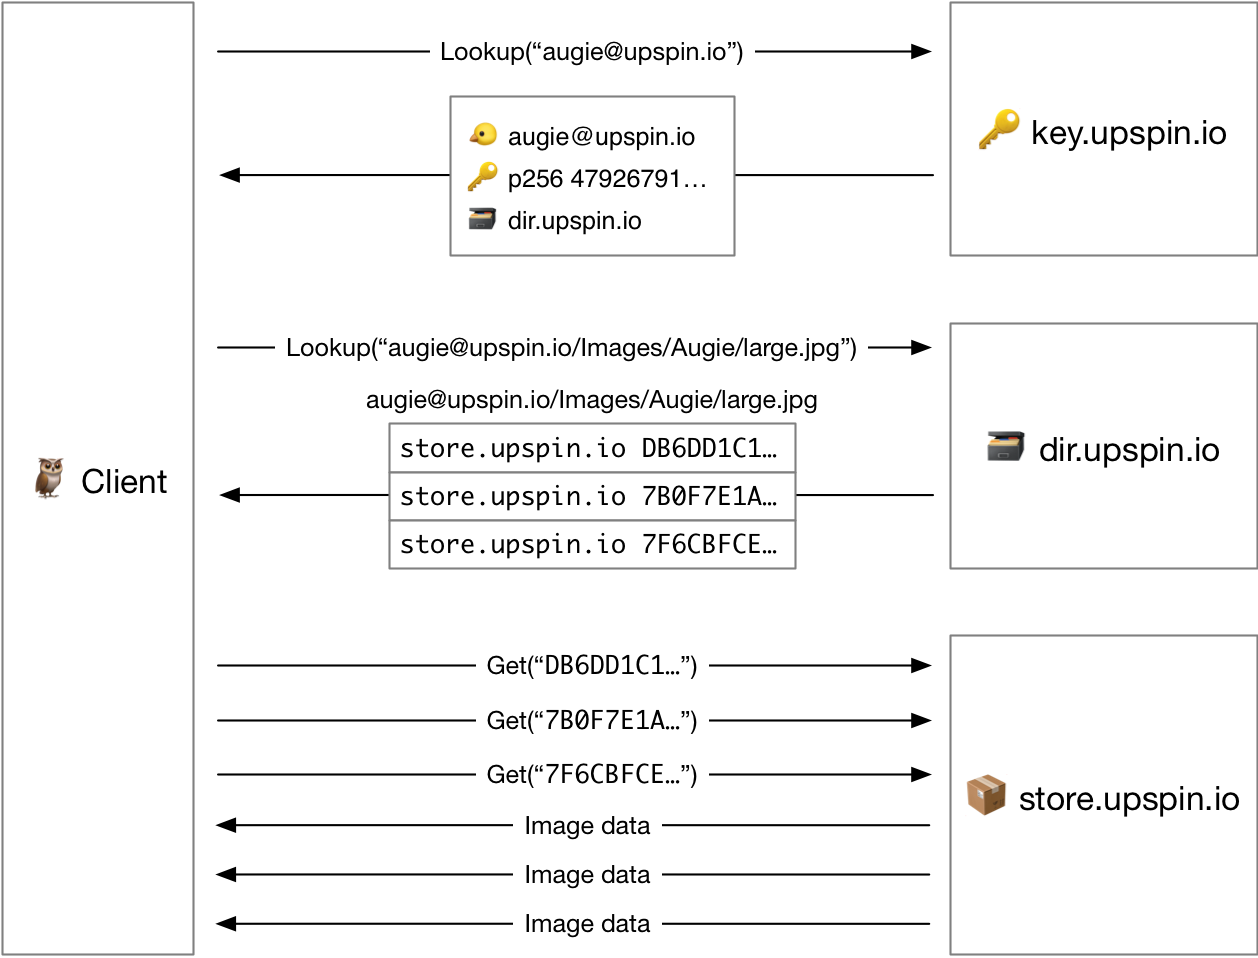 Lookup(“augie@upspin.io”)
augie@upspin.io
p256 47926791…
dir.upspin.io
key.upspin.io
Lookup(“augie@upspin.io/Images/Augie/large.jpg”)
augie@upspin.io/Images/Augie/large.jpg
store.upspin.io DB6DD1C1…
store.upspin.io 7B0F7E1A…
store.upspin.io 7F6CBFCE…
dir.upspin.io
Client
Get(“DB6DD1C1…”)
Get(“7B0F7E1A…”)
Get(“7F6CBFCE…”)
Image data
Image data
Image data
store.upspin.io